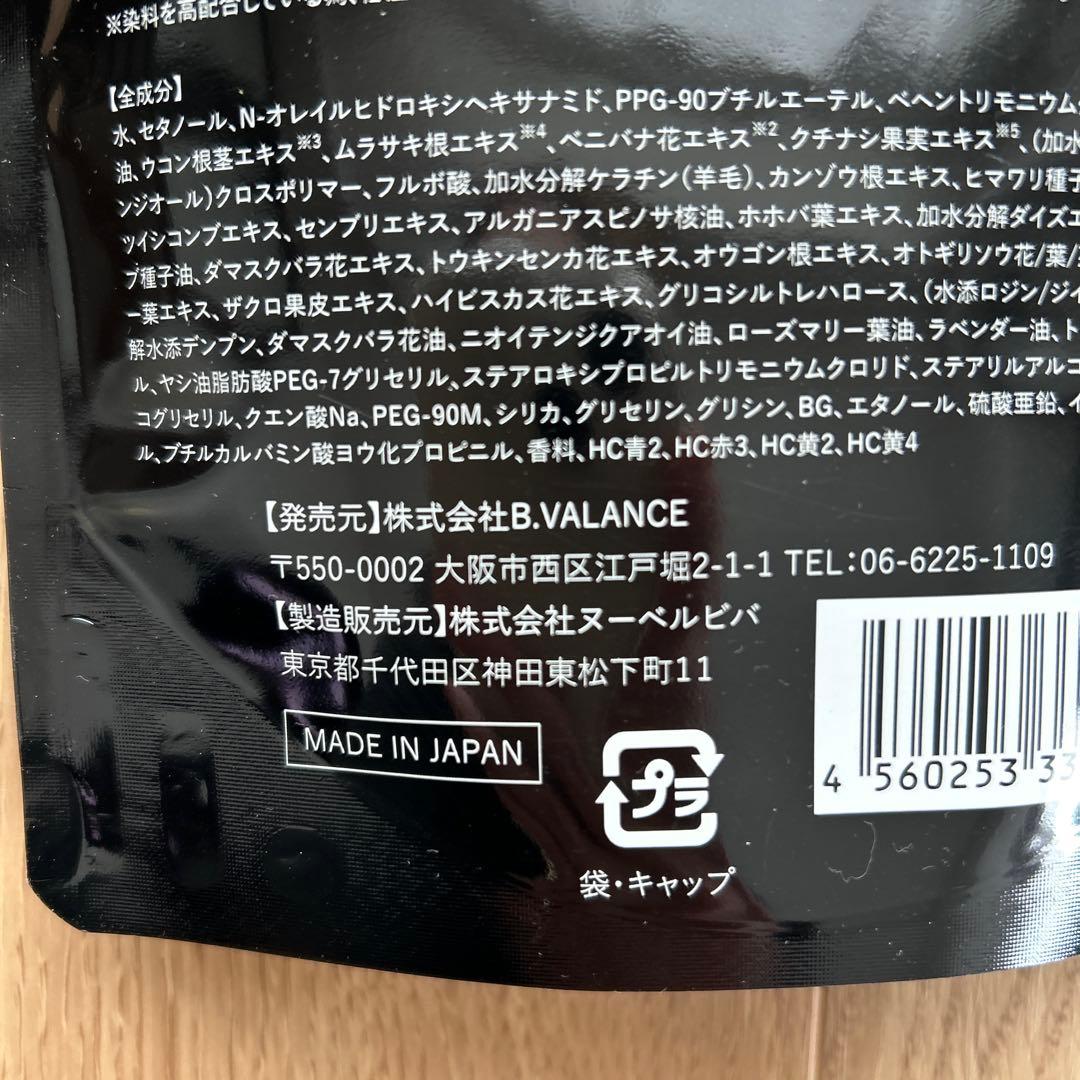 ※染料を高配合している為、
【全成分】
水、セタノール、N-オレイルヒドロキシヘキサナミド、PPG-90ブチルエーテル、ベヘントリモニウム
油、ウコン根茎エキス※3、ムラサキ根エキス※4、ベニバナ花エキス※2、クチナシ果実エキス※5、(加水
ンジオール)クロスポリマー、フルボ酸、加水分解ケラチン(羊毛)、カンゾウ根エキス、ヒマワリ種子
ツイシコンブエキス、センブリエキス、アルガニアスピノサ核油、ホホバ葉エキス、加水分解ダイズエ
ブ種子油、ダマスクバラ花エキス、トウキンセンカ花エキス、オウゴン根エキス、オトギリソウ花/葉/
ー葉エキス、ザクロ果皮エキス、ハイビスカス花エキス、グリコシルトレハロース、(水添ロジン/ジイ
解水添デンプン、ダマスクバラ花油、ニオイテンジクアオイ油、ローズマリー葉油、ラベンダー油、ト
ル、ヤシ油脂肪酸PEG-7グリセリル、ステアロキシプロピルトリモニウムクロリド、ステアリルアルコ
コグリセリル、クエン酸Na、PEG-90M、シリカ、グリセリン、グリシン、BG、エタノール、硫酸亜鉛、イ
ル、ブチルカルバミン酸ヨウ化プロピニル、香料、HC青2、HC赤3、HC黄2、HC黄4
【発売元】株式会社B.VALANCE
〒550-0002 大阪市西区江戸堀2-1-1 TEL:06-6225-1109
【製造販売元】株式会社ヌーベルビバ
東京都千代田区神田東松下町11
MADE IN JAPAN
プラ
4 560253 33
袋・キャップ